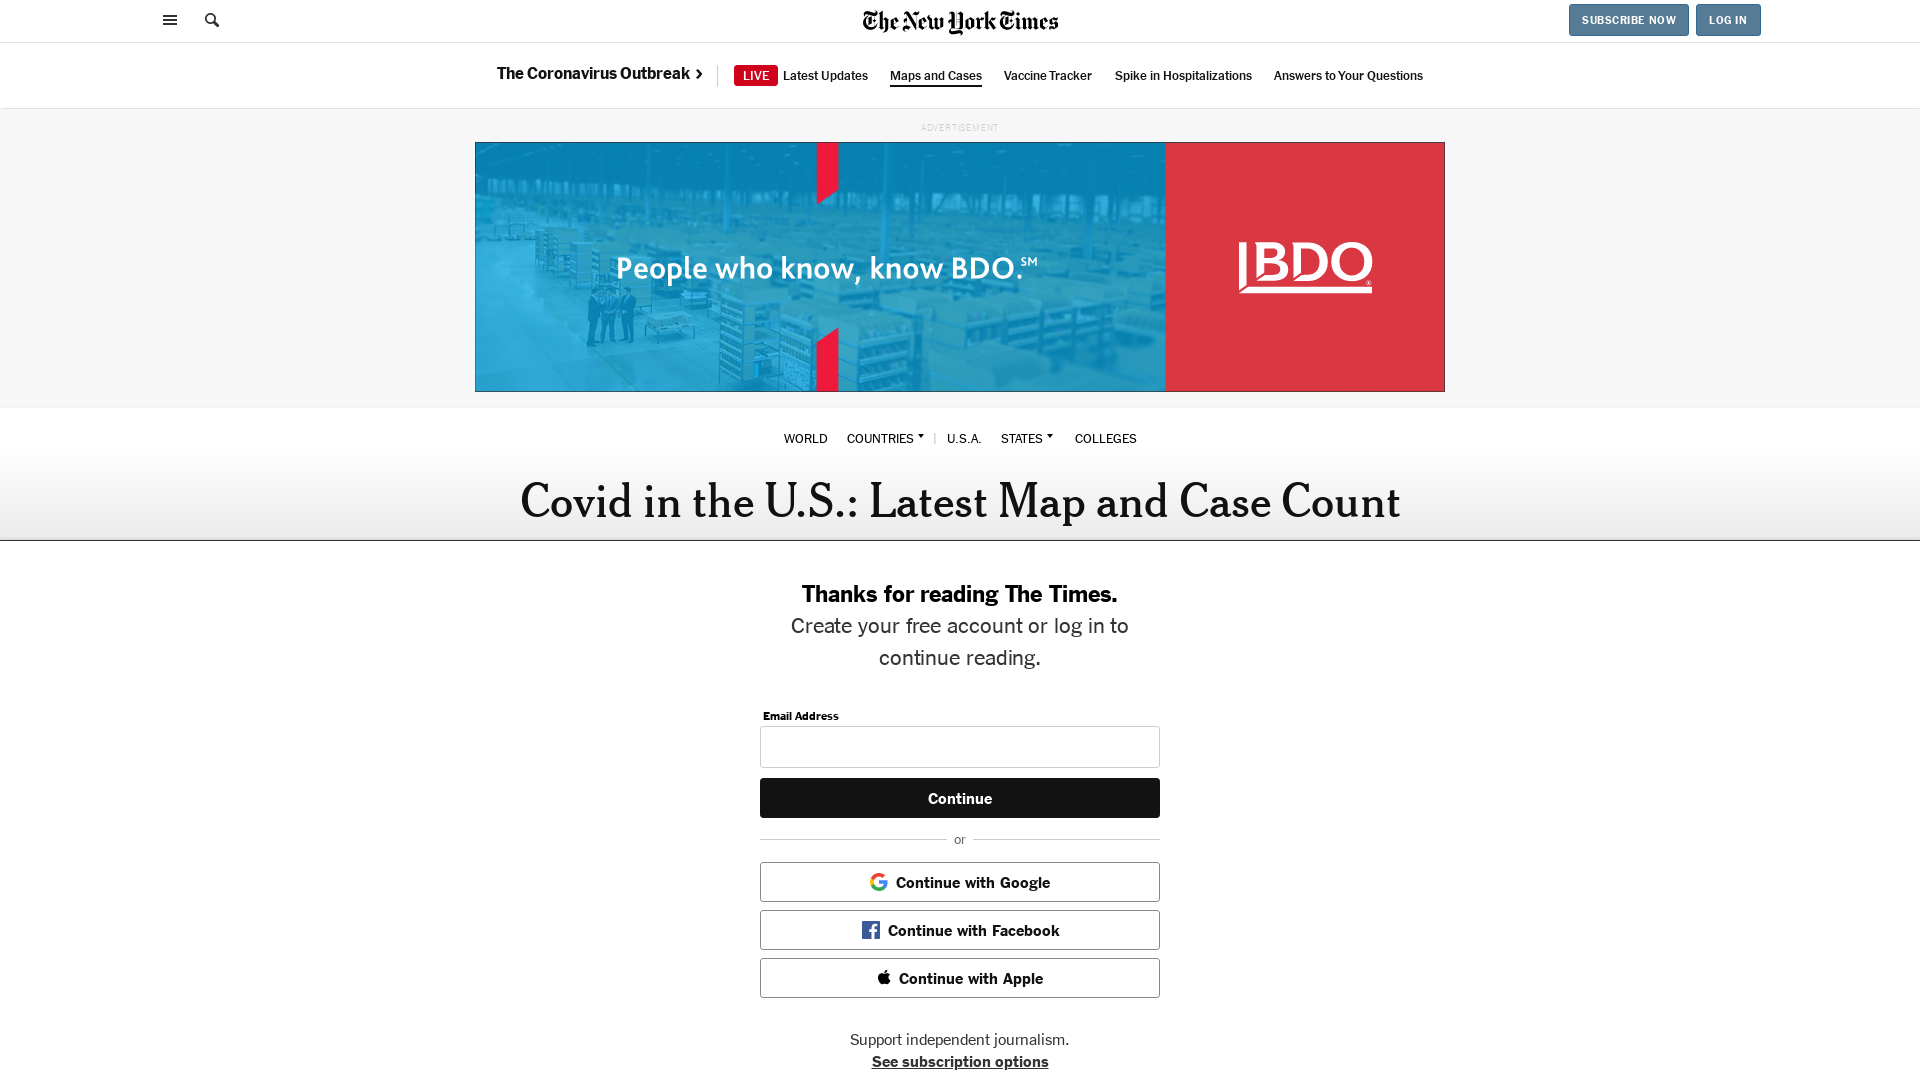 The New York Times
SUBSCRIBE NOW
LOG IN
The Coronavirus Outbreak
LIVE Latest Updates
Maps and Cases
Vaccine Tracker
Spike in Hospitalizations
Answers to Your Questions
ADVERTISEMENT
People who know, know BDO.℠
BDO®
WORLD
COUNTRIES
U.S.A.
STATES
COLLEGES
Covid in the U.S.: Latest Map and Case Count
Thanks for reading The Times.
Create your free account or log in to
continue reading.
Email Address
Continue
or
Continue with Google
Continue with Facebook
Continue with Apple
Support independent journalism.
See subscription options